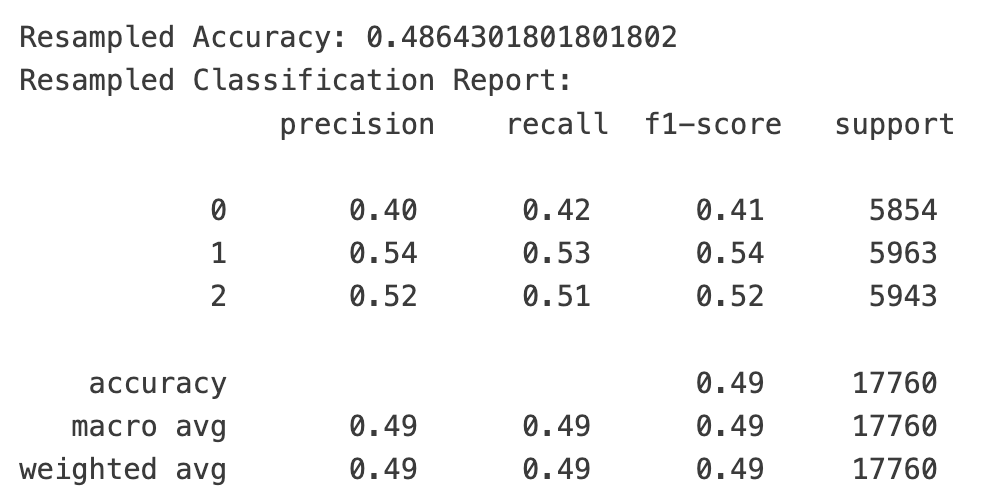 Resampled Accuracy: 0.4864301801801802
Resampled Classification Report:
precision recall f1-score support
0 0.40 0.42 0.41 5854
1 0.54 0.53 0.54 5963
2 0.52 0.51 0.52 5943
accuracy 0.49 17760
macro avg 0.49 0.49 0.49 17760
weighted avg 0.49 0.49 0.49 17760